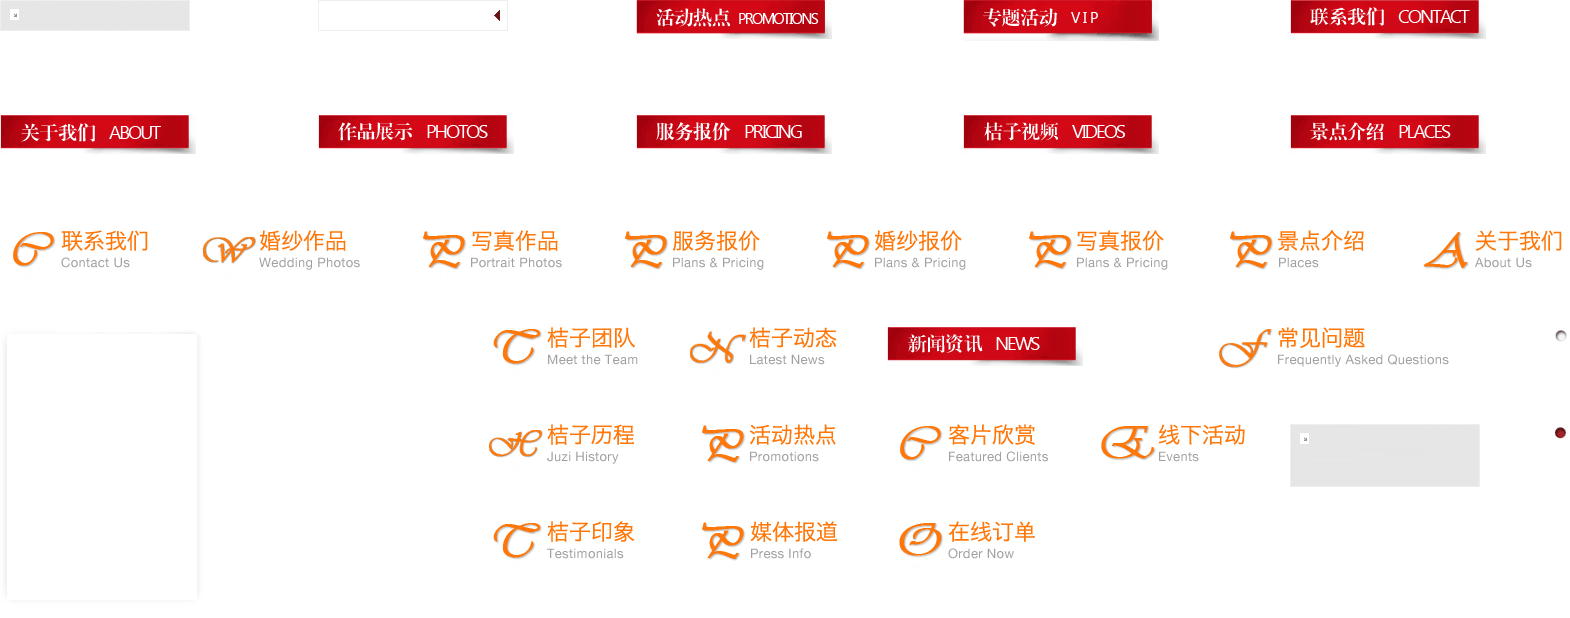 活动热点 PROMOTIONS
专题活动 VIP
联系我们 CONTACT
关于我们 ABOUT
作品展示 PHOTOS
服务报价 PRICING
桔子视频 VIDEOS
景点介绍 PLACES
C 联系我们
Contact Us
W 婚纱作品
Wedding Photos
P 写真作品
Portrait Photos
P 服务报价
Plans & Pricing
P 婚纱报价
Plans & Pricing
P 写真报价
Plans & Pricing
P 景点介绍
Places
A 关于我们
About Us
T 桔子团队
Meet the Team
N 桔子动态
Latest News
新闻资讯 NEWS
F 常见问题
Frequently Asked Questions
H 桔子历程
Juzi History
P 活动热点
Promotions
C 客片欣赏
Featured Clients
E 线下活动
Events
T 桔子印象
Testimonials
P 媒体报道
Press Info
O 在线订单
Order Now